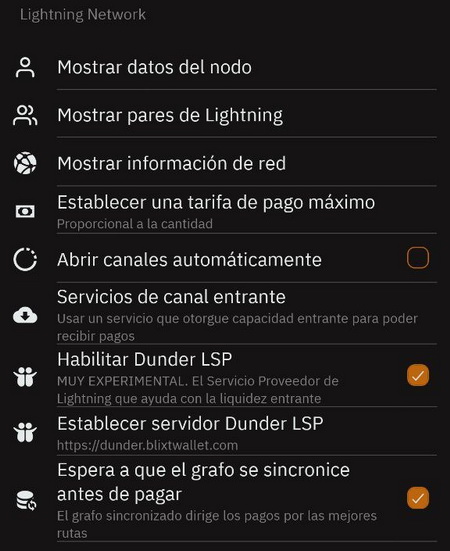 Lightning Network
Mostrar datos del nodo
Mostrar pares de Lightning
Mostrar información de red
Establecer una tarifa de pago máximo
Proporcional a la cantidad
Abrir canales automáticamente
Servicios de canal entrante
Usar un servicio que otorgue capacidad entrante para poder
recibir pagos
Habilitar Dunder LSP
MUY EXPERIMENTAL. El Servicio Proveedor de
Lightning que ayuda con la liquidez entrante
Establecer servidor Dunder LSP
https://dunder.blixtwallet.com
Espera a que el grafo se sincronice
antes de pagar
El grafo sincronizado dirige los pagos por las mejores
rutas